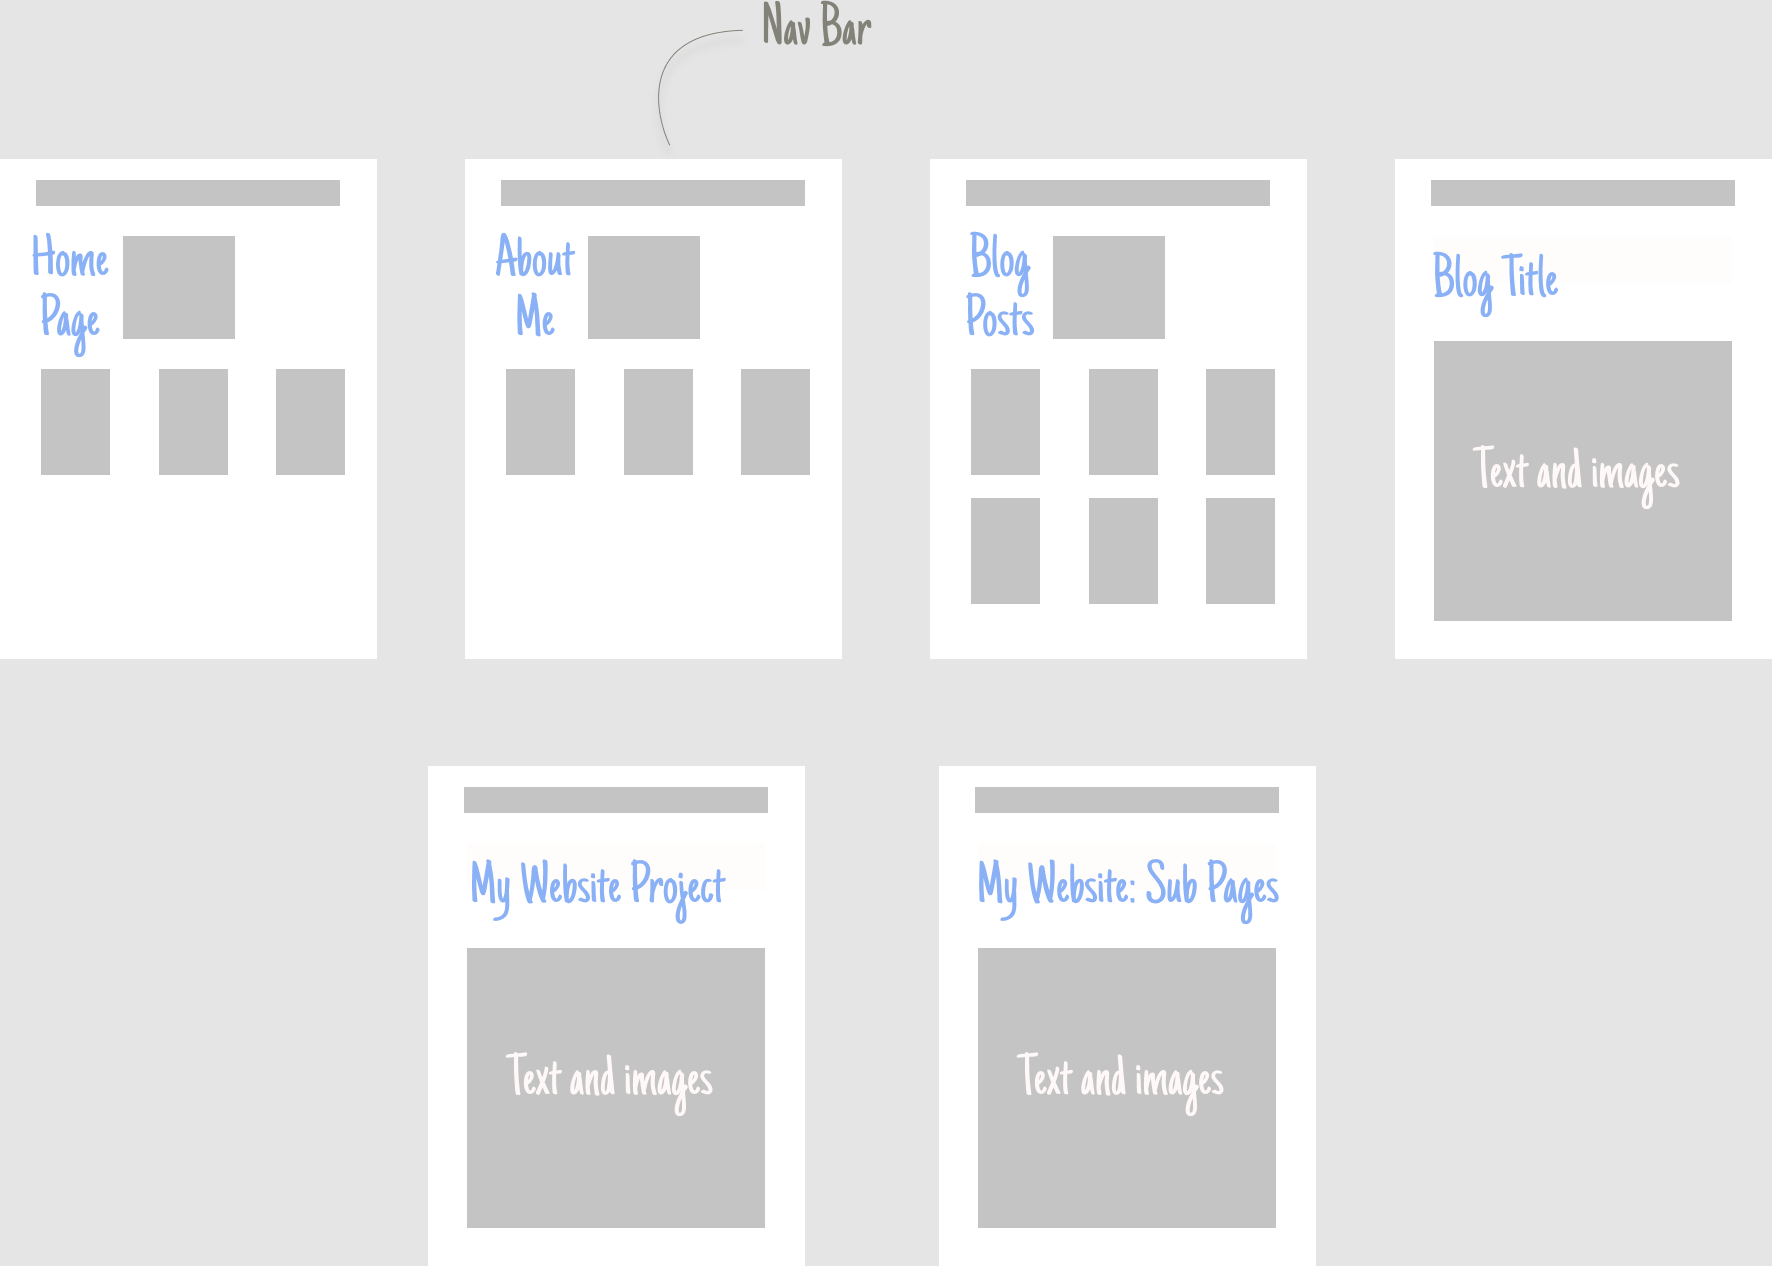 Nav Bar
Home
Page
About
Me
Blog
Posts
Blog Title
Text and images
My Website Project
Text and images
My Website: Sub Pages
Text and images